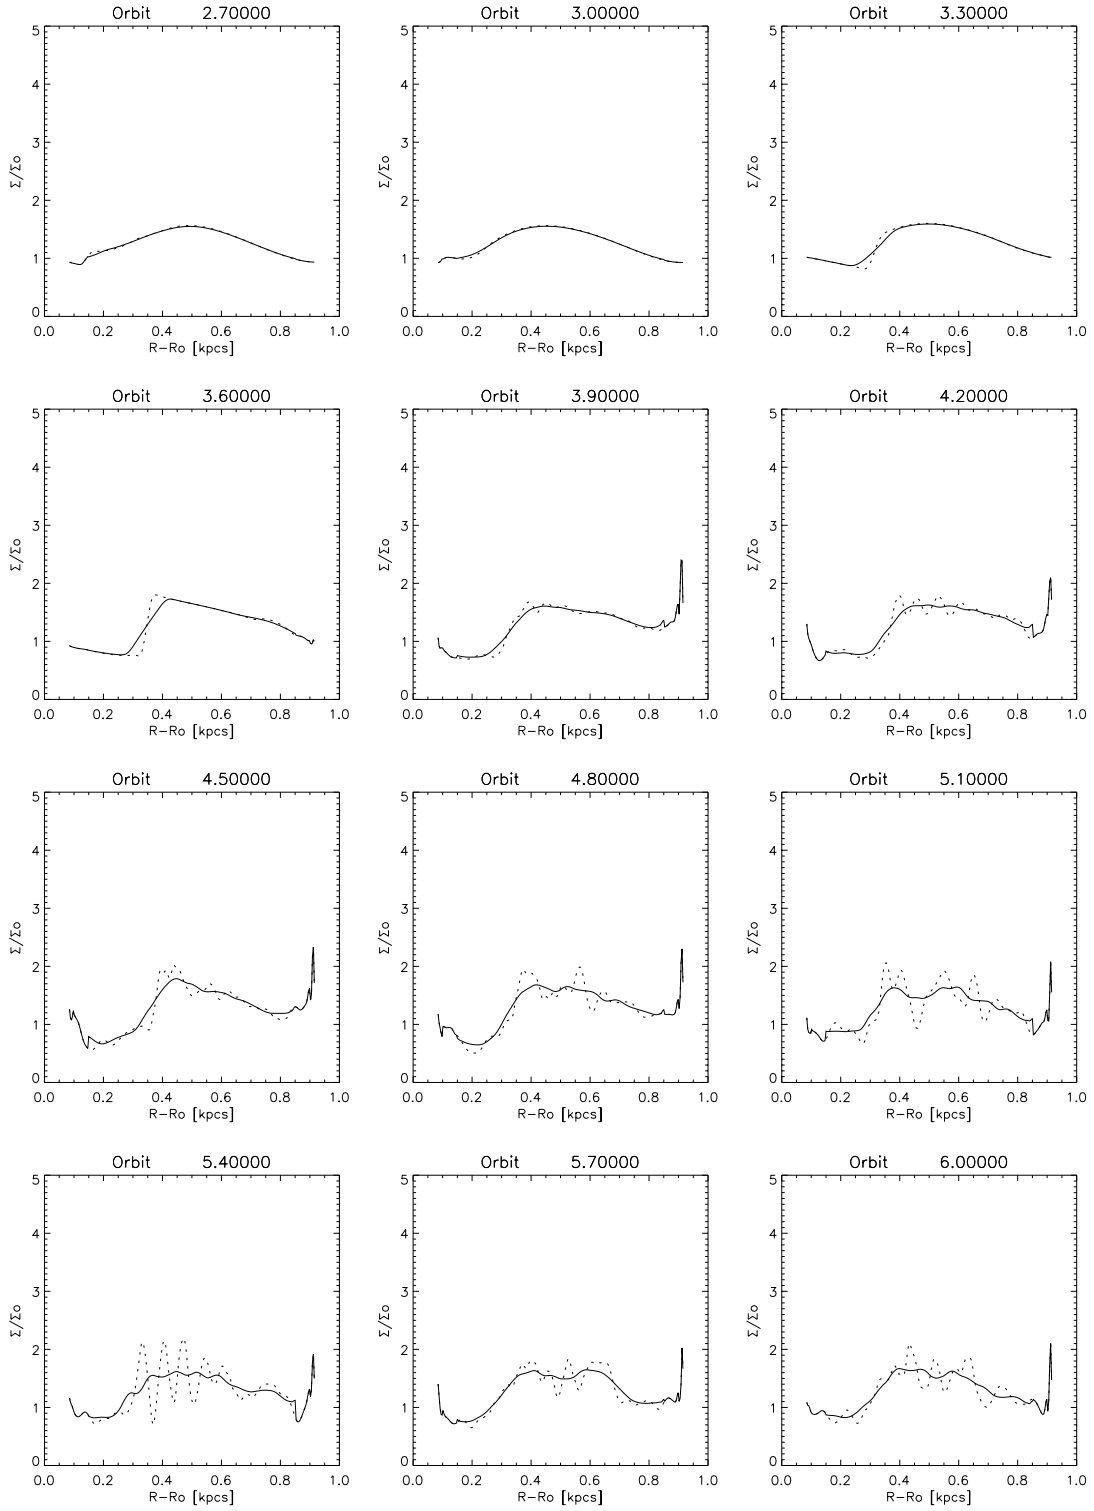 Orbit 2.70000
5
4
3
2
1
0
Σ/Σo
0.0 0.2 0.4 0.6 0.8 1.0
R−Ro [kpcs]
Orbit 3.00000
5
4
3
2
1
0
Σ/Σo
0.0 0.2 0.4 0.6 0.8 1.0
R−Ro [kpcs]
Orbit 3.30000
5
4
3
2
1
0
Σ/Σo
0.0 0.2 0.4 0.6 0.8 1.0
R−Ro [kpcs]
Orbit 3.60000
5
4
3
2
1
0
Σ/Σo
0.0 0.2 0.4 0.6 0.8 1.0
R−Ro [kpcs]
Orbit 3.90000
5
4
3
2
1
0
Σ/Σo
0.0 0.2 0.4 0.6 0.8 1.0
R−Ro [kpcs]
Orbit 4.20000
5
4
3
2
1
0
Σ/Σo
0.0 0.2 0.4 0.6 0.8 1.0
R−Ro [kpcs]
Orbit 4.50000
5
4
3
2
1
0
Σ/Σo
0.0 0.2 0.4 0.6 0.8 1.0
R−Ro [kpcs]
Orbit 4.80000
5
4
3
2
1
0
Σ/Σo
0.0 0.2 0.4 0.6 0.8 1.0
R−Ro [kpcs]
Orbit 5.10000
5
4
3
2
1
0
Σ/Σo
0.0 0.2 0.4 0.6 0.8 1.0
R−Ro [kpcs]
Orbit 5.40000
5
4
3
2
1
0
Σ/Σo
0.0 0.2 0.4 0.6 0.8 1.0
R−Ro [kpcs]
Orbit 5.70000
5
4
3
2
1
0
Σ/Σo
0.0 0.2 0.4 0.6 0.8 1.0
R−Ro [kpcs]
Orbit 6.00000
5
4
3
2
1
0
Σ/Σo
0.0 0.2 0.4 0.6 0.8 1.0
R−Ro [kpcs]